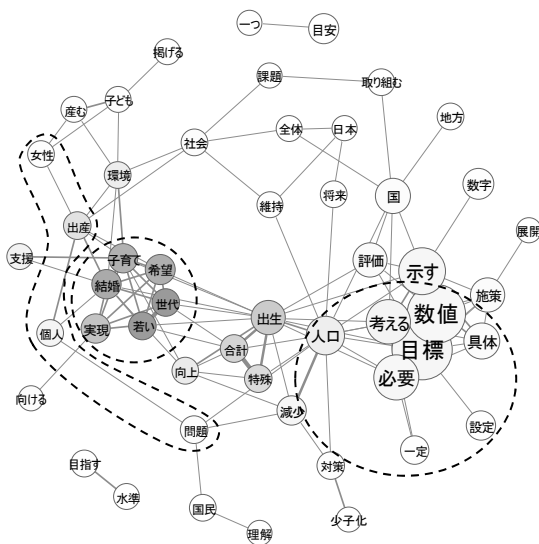 一つ
目安
掲げる
課題
取り組む
産む
子ども
地方
全体
日本
社会
女性
環境
数字
将来
国
維持
出産
展開
支援
子育て
希望
評価
示す
結婚
世代
施策
出生
数値
考える
若い
実現
個人
人口
具体
合計
目標
向上
特殊
必要
向ける
減少
設定
問題
一定
目指す
対策
水準
国民
少子化
理解